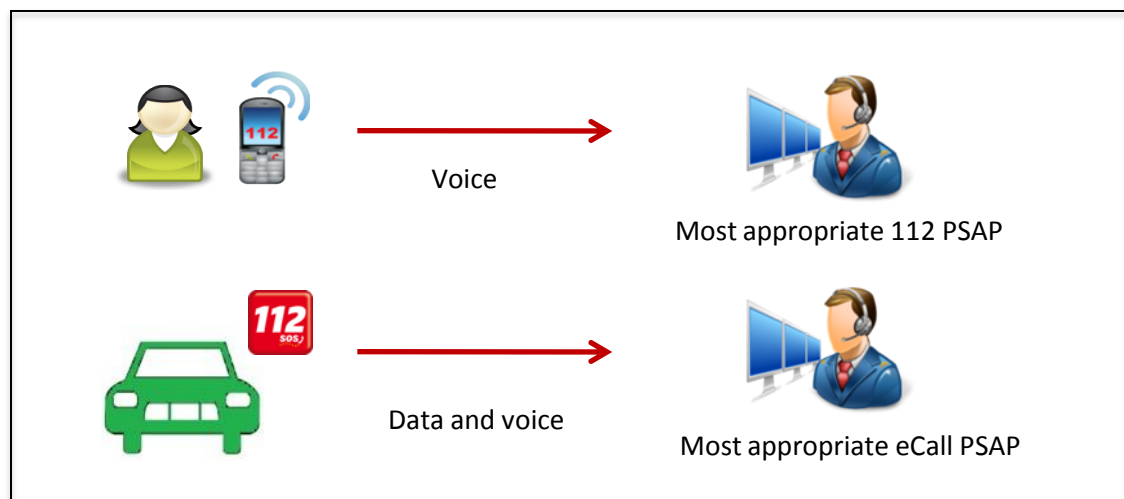 112
Voice
Most appropriate 112 PSAP
112
SOS
Data and voice
Most appropriate eCall PSAP